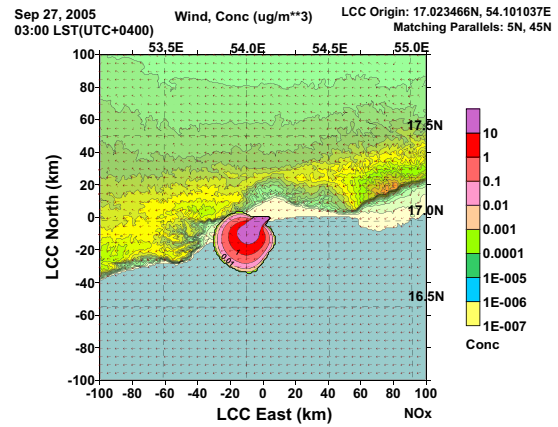 Sep 27, 2005
03:00 LST(UTC+0400)
Wind, Conc (ug/m**3)
LCC Origin: 17.023466N, 54.101037E
Matching Parallels: 5N, 45N
53.5E 54.0E 54.5E 55.0E
100
80
60
40
20
0
-20
-40
-60
-80
-100
LCC North (km)
17.5N
17.0N
16.5N
0.01
10
1
0.1
0.01
0.001
0.0001
1E-005
1E-006
1E-007
Conc
-100 -80 -60 -40 -20 0 20 40 60 80 100
LCC East (km)
NOx